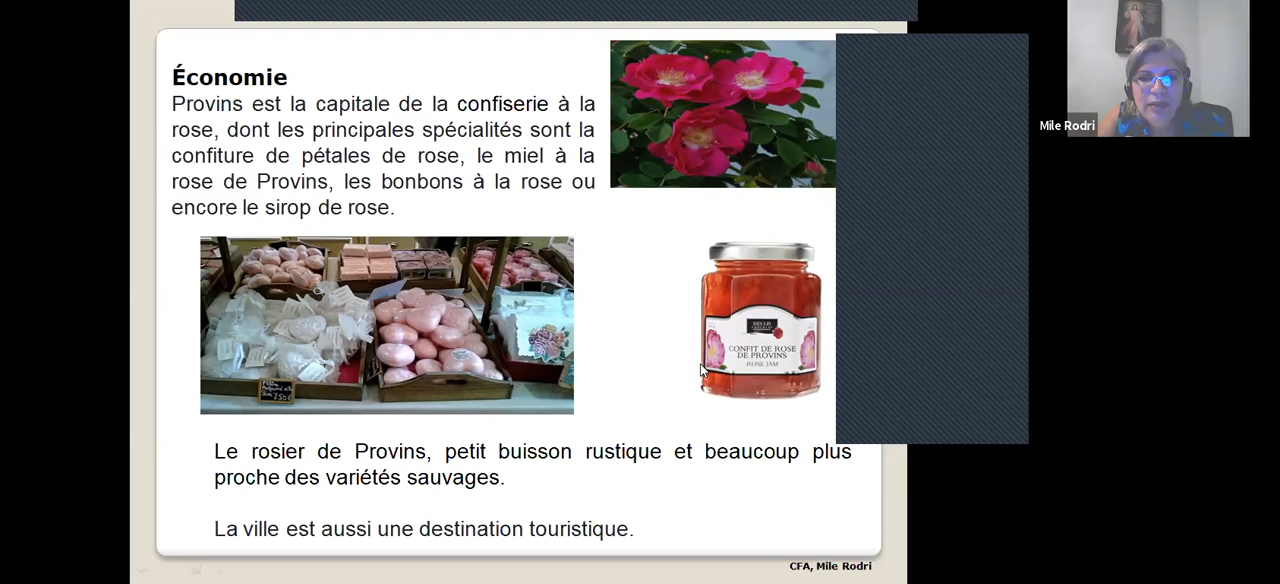 Économie
Provins est la capitale de la confiserie à la
rose, dont les principales spécialités sont la
confiture de pétales de rose, le miel à la
rose de Provins, les bonbons à la rose ou
encore le sirop de rose.
Mile Rodri
CONFIT DE ROSE
DE PROVINS
ROSE JAM
Le rosier de Provins, petit buisson rustique et beaucoup plus
proche des variétés sauvages.
La ville est aussi une destination touristique.
CFA, Mile Rodri